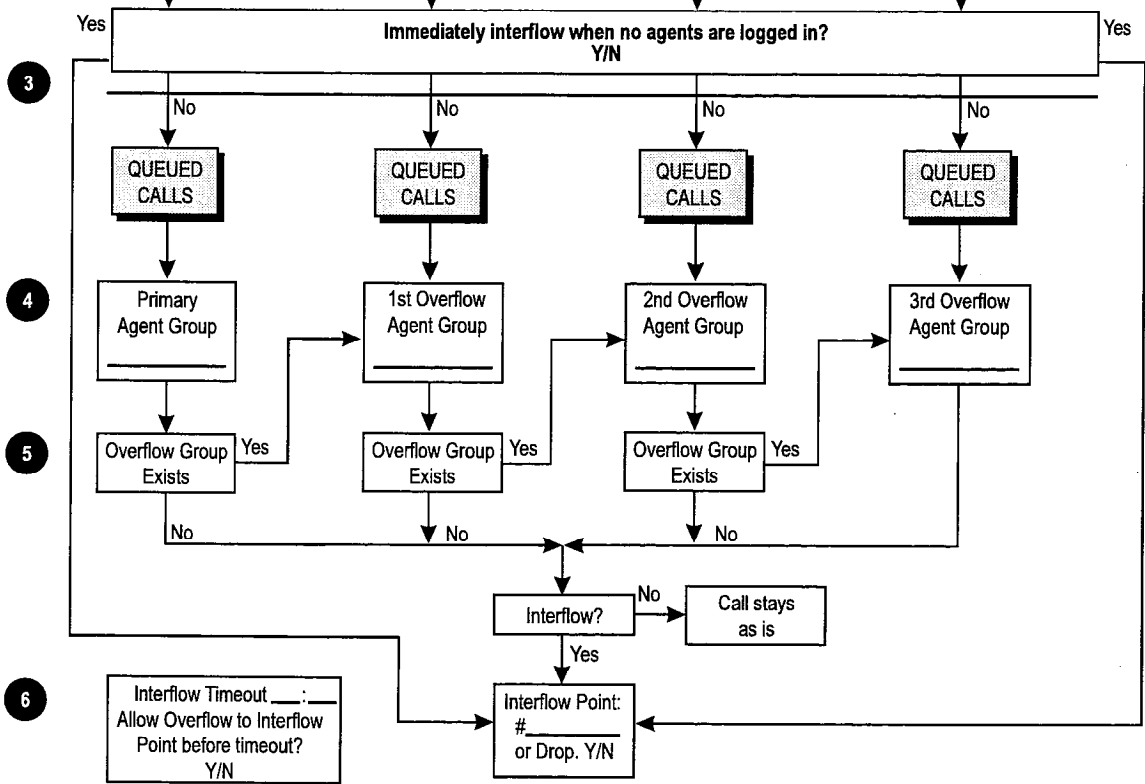 Yes
Immediately interflow when no agents are logged in?
Yes
Y/N
3
No
No
No
No
QUEUED
CALLS
QUEUED
CALLS
QUEUED
CALLS
QUEUED
CALLS
4
Primary
Agent Group
1st Overflow
Agent Group
2nd Overflow
Agent Group
3rd Overflow
Agent Group
5
Overflow Group
Exists
Yes
Overflow Group
Exists
Yes
Overflow Group
Exists
Yes
No
No
No
Interflow?
No
Call stays
as is
Yes
6
Interflow Timeout __:__
Allow Overflow to Interflow
Point before timeout?
Y/N
Interflow Point:
#________
or Drop. Y/N